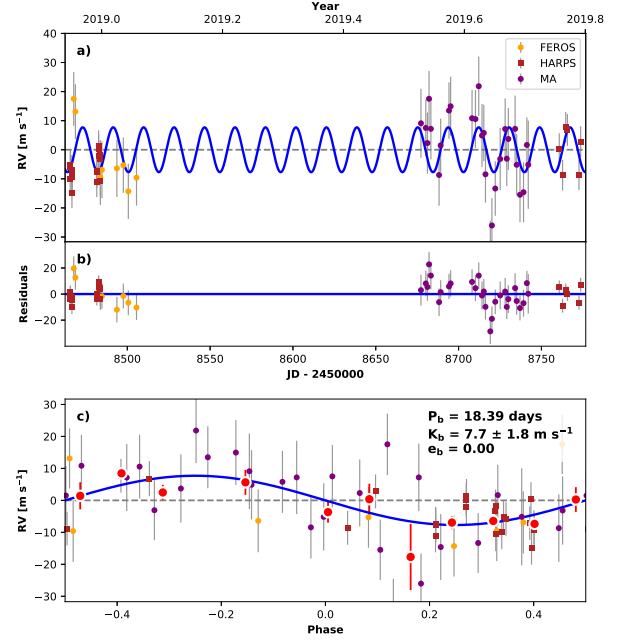 Year
2019.0 2019.2 2019.4 2019.6 2019.8
a)
FEROS
HARPS
MA
40
30
20
10
0
−10
−20
−30
RV [m s⁻¹]
b)
20
0
−20
Residuals
8500 8550 8600 8650 8700 8750
JD - 2450000
c)
P_b = 18.39 days
K_b = 7.7 ± 1.8 m s⁻¹
e_b = 0.00
30
20
10
0
−10
−20
−30
RV [m s⁻¹]
−0.4 −0.2 0.0 0.2 0.4
Phase